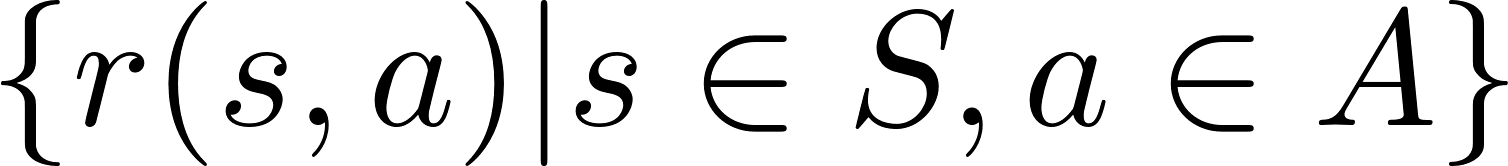 {r(s, a)|s ∈ S, a ∈ A}